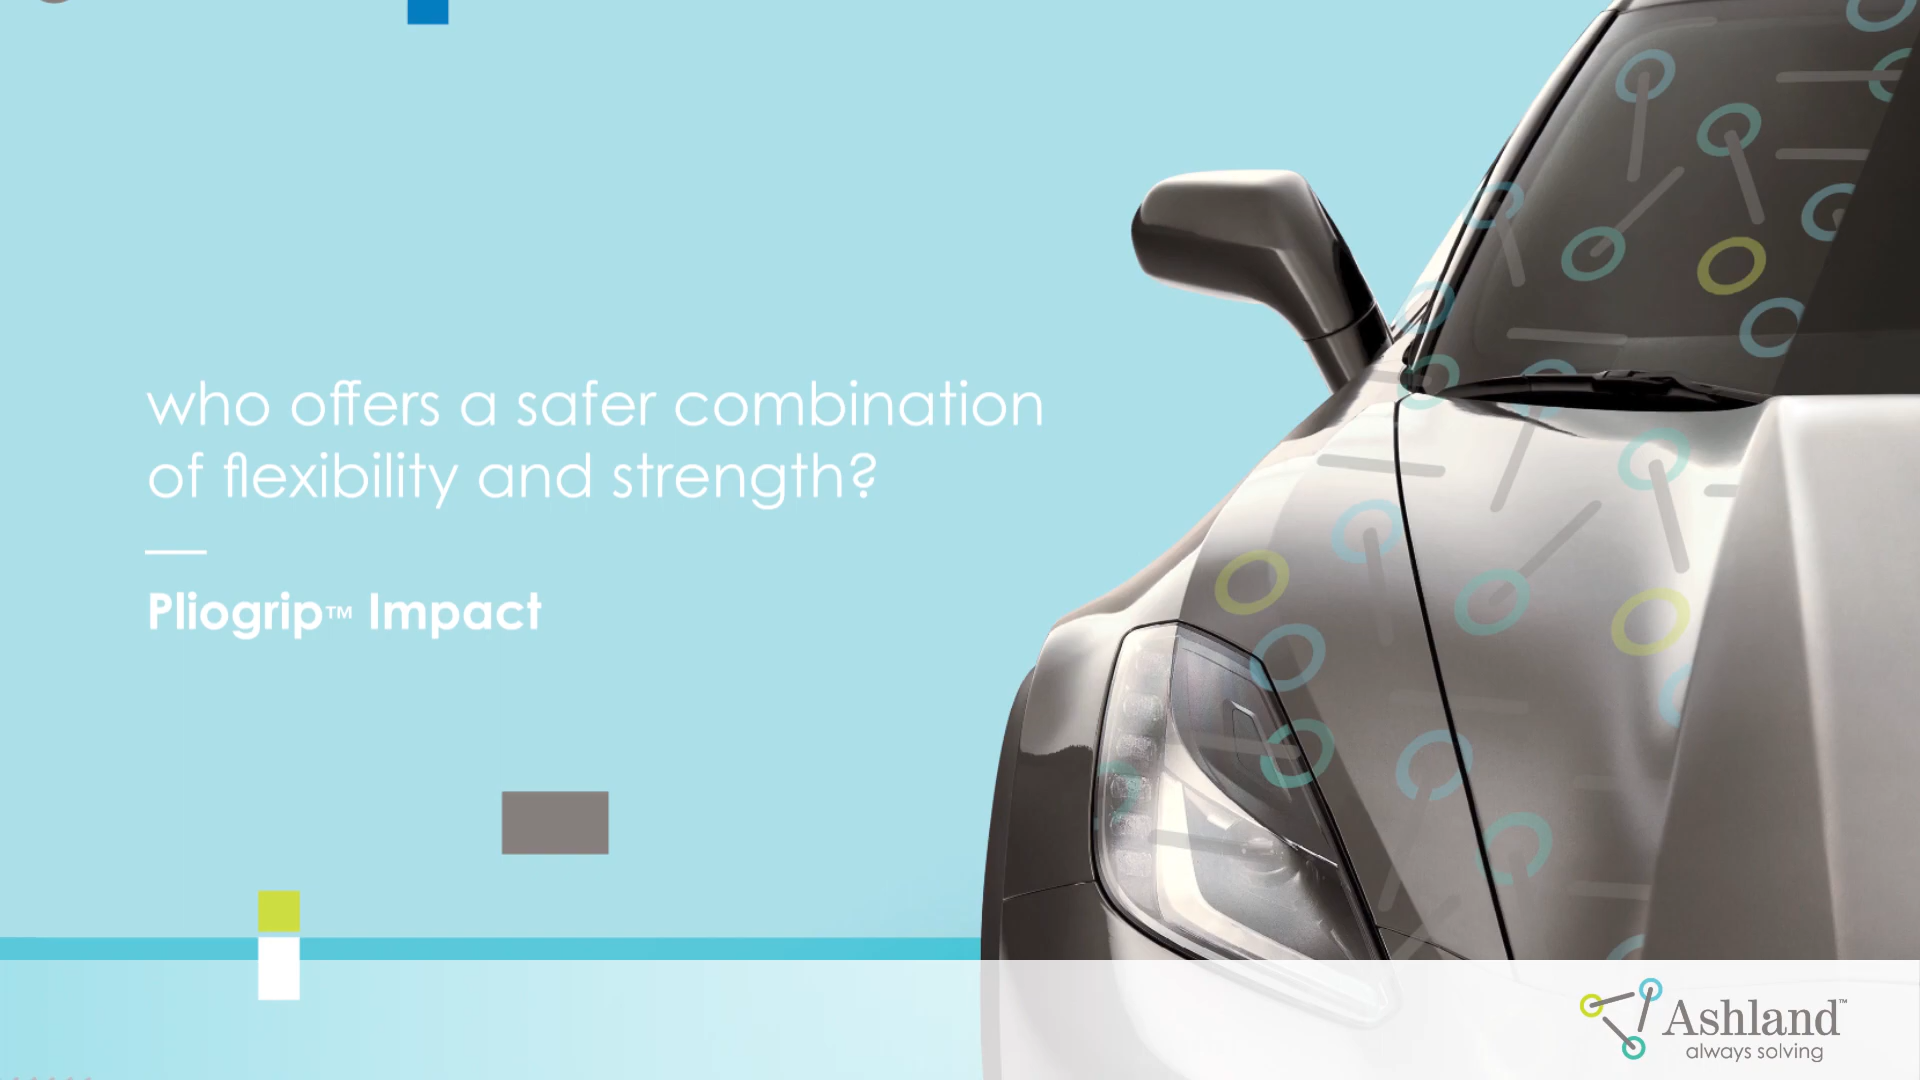 who offers a safer combination
of flexibility and strength?
Pliogrip™ Impact
Ashland™
always solving